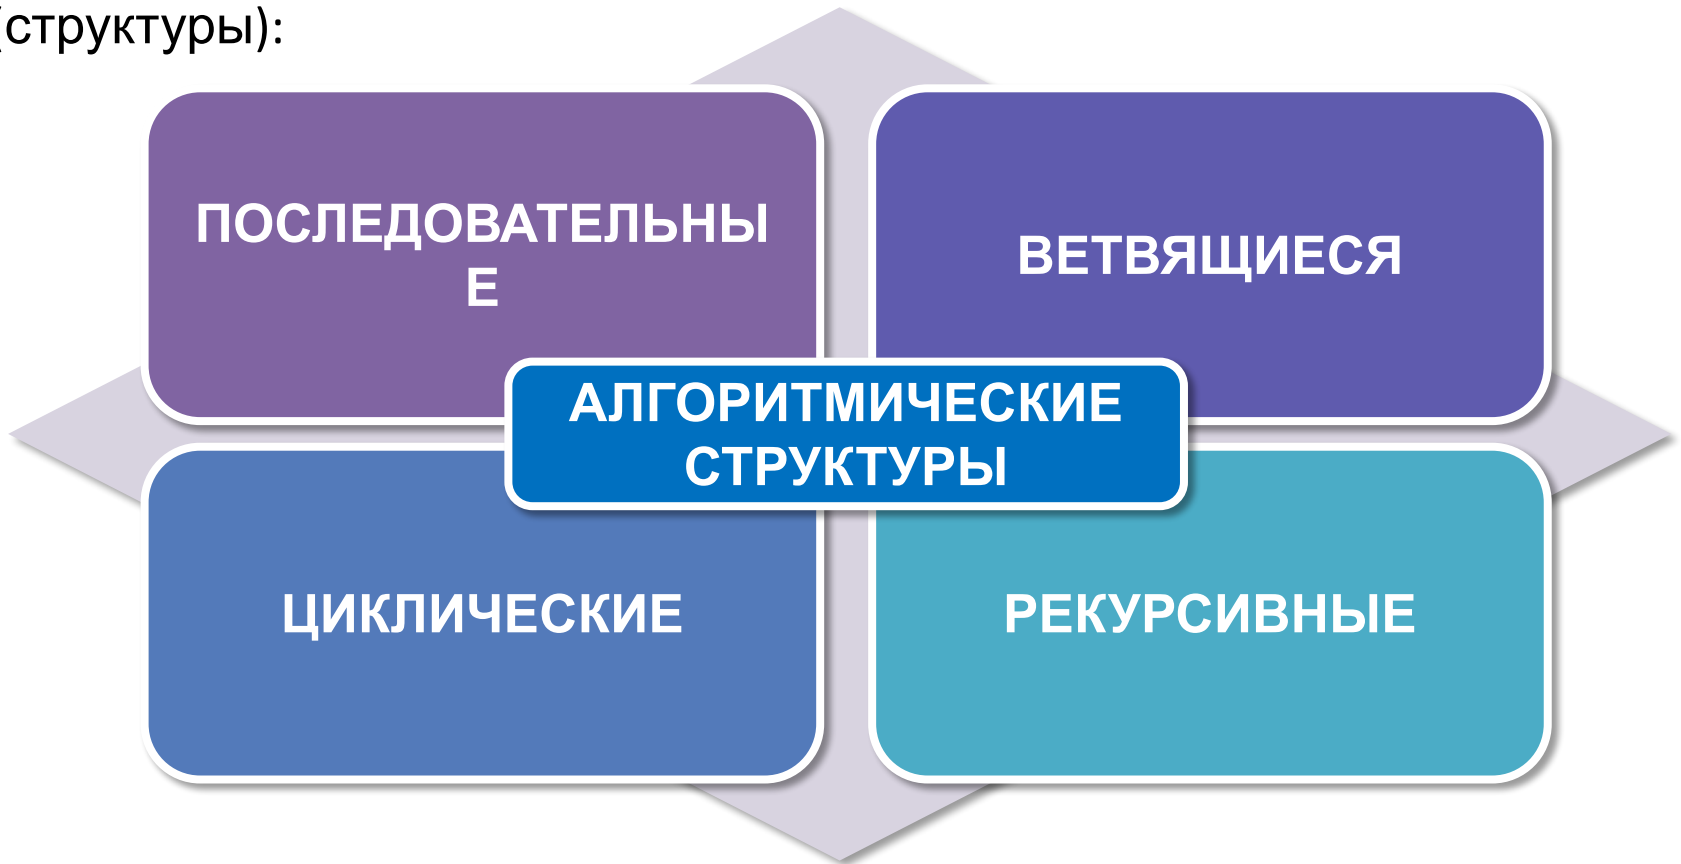 (структуры):
ПОСЛЕДОВАТЕЛЬНЫ
Е
ВЕТВЯЩИЕСЯ
АЛГОРИТМИЧЕСКИЕ
СТРУКТУРЫ
ЦИКЛИЧЕСКИЕ
РЕКУРСИВНЫЕ